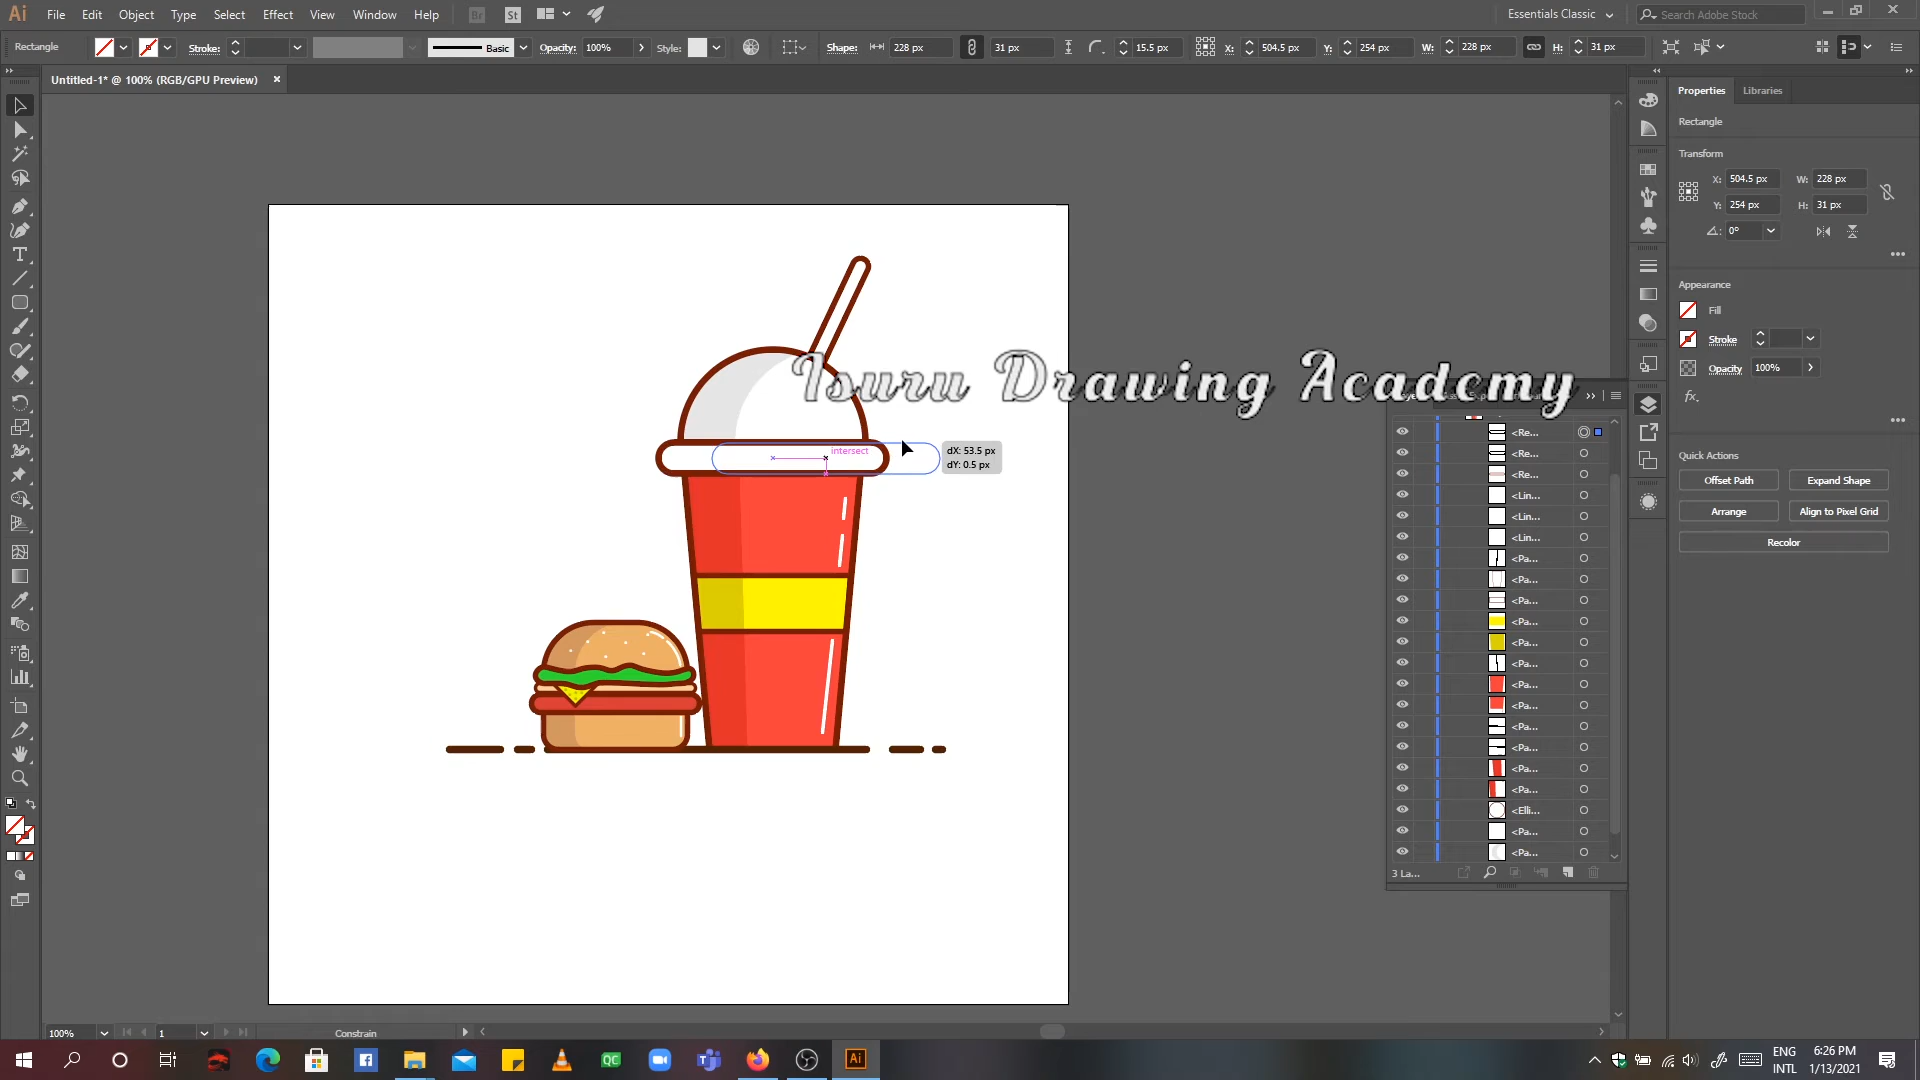 Ai File Edit Object Type Select Effect View Window Help Br St Essentials Classic Search Adobe Stock
Rectangle Stroke: Basic Opacity: 100% Style: Shape: 228 px 31 px 15.5 px X: 504.5 px Y: 254 px W: 228 px H: 31 px
Untitled-1* @ 100% (RGB/GPU Preview)
Properties Libraries
Rectangle
Transform
X: 504.5 px W: 228 px
Y: 254 px H: 31 px
0°
Appearance
Fill
Stroke
Opacity 100%
fx.
Quick Actions
Offset Path Expand Shape
Arrange Align to Pixel Grid
Recolor
Isuru Drawing Academy
intersect
dX: 53.5 px
dY: 0.5 px
<Re...
<Re...
<Re...
<Lin...
<Lin...
<Lin...
<Pa...
<Pa...
<Pa...
<Pa...
<Pa...
<Pa...
<Pa...
<Pa...
<Pa...
<Pa...
<Pa...
<Pa...
<Elli...
<Pa...
<Pa...
3 La...
100% 1 Constrain
QC Ai ENG INTL 6:26 PM 1/13/2021